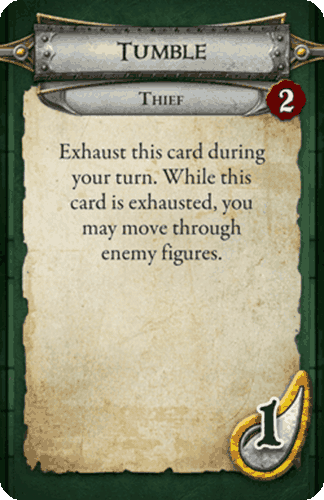 TUMBLE
THIEF
2
Exhaust this card during
your turn. While this
card is exhausted, you
may move through
enemy figures.
1